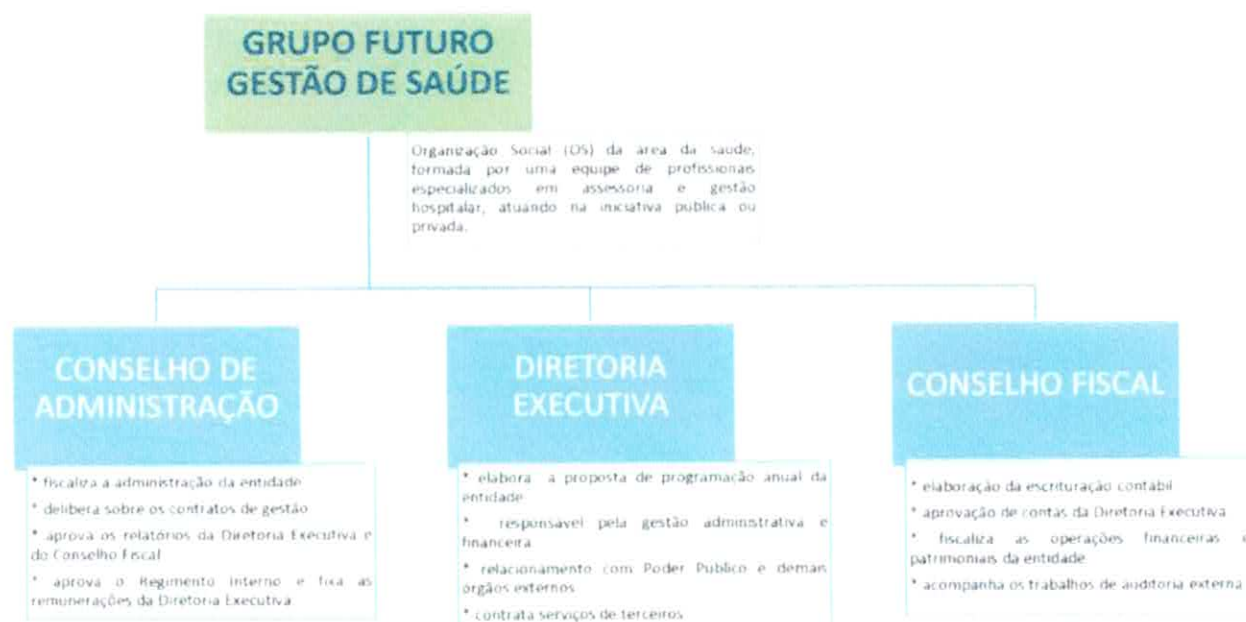 GRUPO FUTURO
GESTÃO DE SAÚDE
Organização Social (OS) da área da saúde,
formada por uma equipe de profissionais
especializados em assessoria e gestão
hospitalar, atuando na iniciativa pública ou
privada.
CONSELHO DE
ADMINISTRAÇÃO
* fiscaliza a administração da entidade
* delibera sobre os contratos de gestão
* aprova os relatórios da Diretoria Executiva e
do Conselho Fiscal
* aprova o Regimento Interno e fixa as
remunerações da Diretoria Executiva
DIRETORIA
EXECUTIVA
* elabora a proposta de programação anual da
entidade
* responsável pela gestão administrativa e
financeira
* relacionamento com Poder Publico e demais
órgãos externos
* contrata serviços de terceiros
CONSELHO FISCAL
* elaboração da escrituração contábil
* aprovação de contas da Diretoria Executiva
* fiscaliza as operações financeiras e
patrimoniais da entidade
* acompanha os trabalhos de auditoria externa